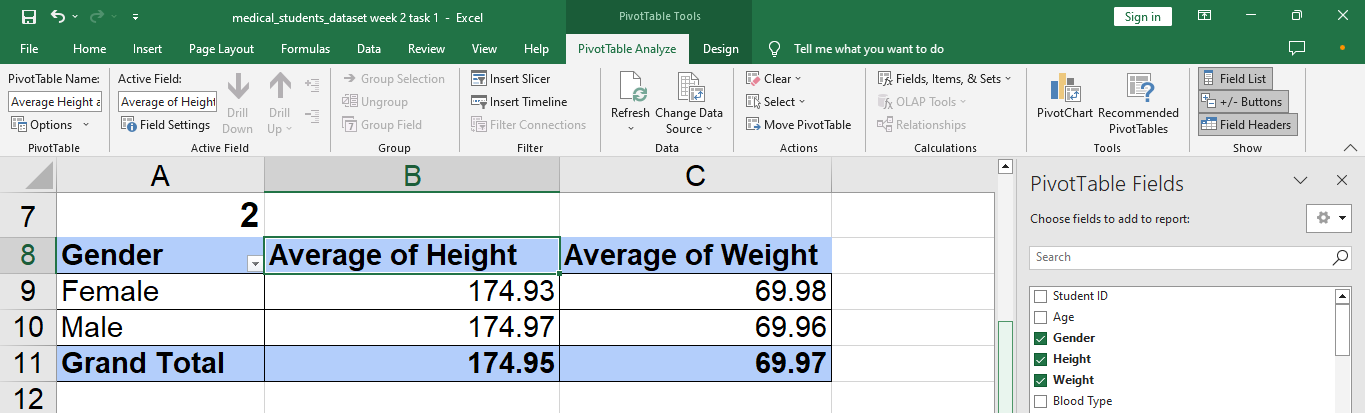 medical_students_dataset week 2 task 1 - Excel
PivotTable Tools
Sign in
File Home Insert Page Layout Formulas Data Review View Help PivotTable Analyze Design Tell me what you want to do
PivotTable Name: Active Field: Group Selection Insert Slicer Clear Fields, Items, & Sets Field List
Average Height a Average of Height Drill Down Drill Up Ungroup Insert Timeline Refresh Change Data Source Select OLAP Tools PivotChart Recommended PivotTables +/- Buttons
Options Field Settings Group Field Filter Connections Move PivotTable Relationships Field Headers
PivotTable Active Field Group Filter Data Actions Calculations Tools Show
A B C
7 2
8 Gender Average of Height Average of Weight
9 Female 174.93 69.98
10 Male 174.97 69.96
11 Grand Total 174.95 69.97
12
PivotTable Fields
Choose fields to add to report:
Search
Student ID
Age
Gender
Height
Weight
Blood Type